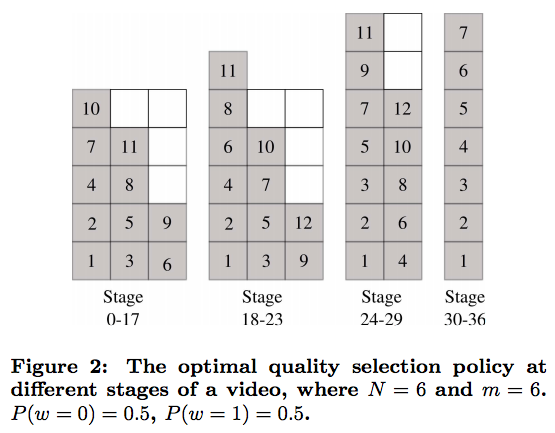 11 7
11 9 6
10 8 7 12 5
7 11 6 10 5 10 4
4 8 4 7 3 8 3
2 5 9 2 5 12 2 6 2
1 3 6 1 3 9 1 4 1
Stage Stage Stage Stage
0-17 18-23 24-29 30-36
Figure 2: The optimal quality selection policy at
different stages of a video, where N = 6 and m = 6.
P(w = 0) = 0.5, P(w = 1) = 0.5.